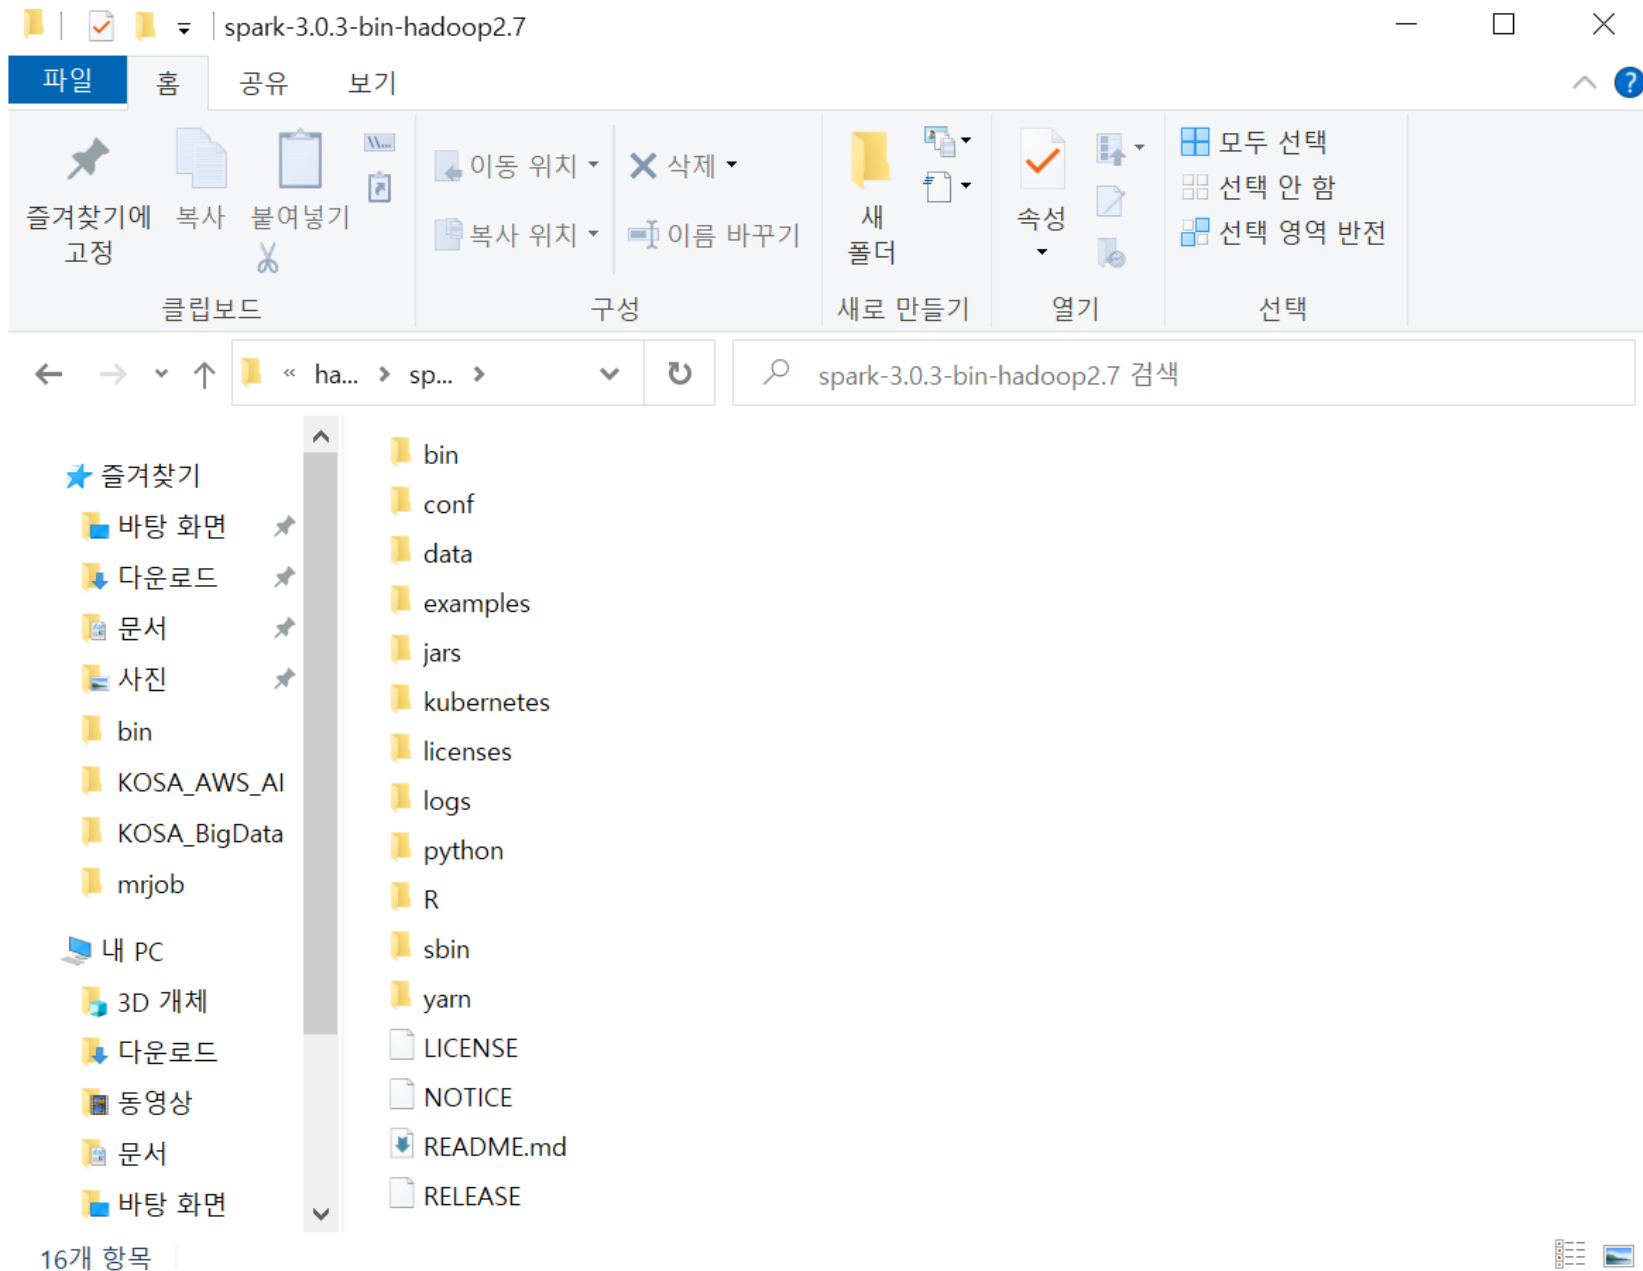 spark-3.0.3-bin-hadoop2.7
파일 홈 공유 보기
즐겨찾기에 고정
복사
붙여넣기
클립보드
이동 위치
복사 위치
삭제
이름 바꾸기
구성
새 폴더
새로 만들기
속성
열기
모두 선택
선택 안 함
선택 영역 반전
선택
« ha... sp...
spark-3.0.3-bin-hadoop2.7 검색
즐겨찾기
바탕 화면
다운로드
문서
사진
bin
KOSA_AWS_AI
KOSA_BigData
mrjob
내 PC
3D 개체
다운로드
동영상
문서
바탕 화면
bin
conf
data
examples
jars
kubernetes
licenses
logs
python
R
sbin
yarn
LICENSE
NOTICE
README.md
RELEASE
16개 항목